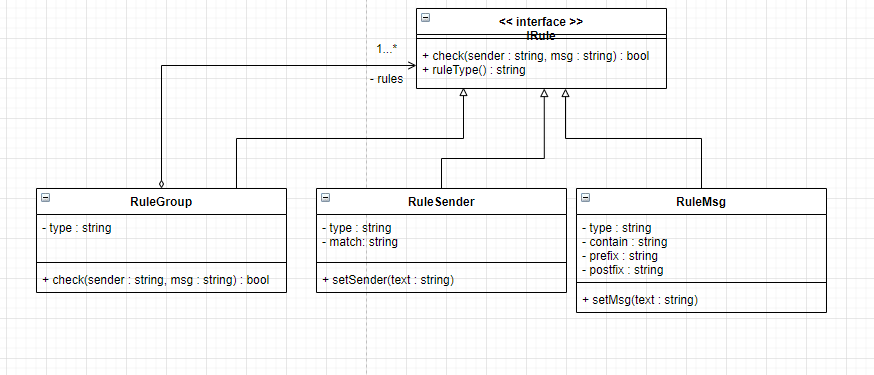 << interface >>
IRule
+ check(sender : string, msg : string) : bool
+ ruleType() : string
1...*
- rules
RuleGroup
- type : string
+ check(sender : string, msg : string) : bool
RuleSender
- type : string
- match: string
+ setSender(text : string)
RuleMsg
- type : string
- contain : string
- prefix : string
- postfix : string
+ setMsg(text : string)